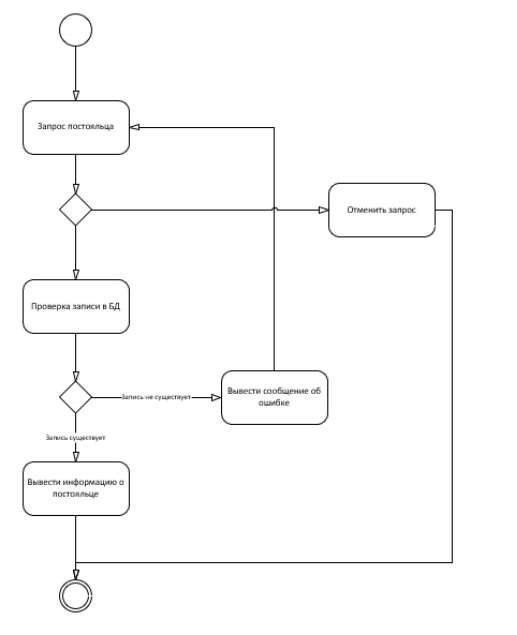 Запрос постояльца
Отменить запрос
Проверка записи в БД
Вывести сообщение об
ошибке
Запись не существует
Запись существует
Вывести информацию о
постояльце